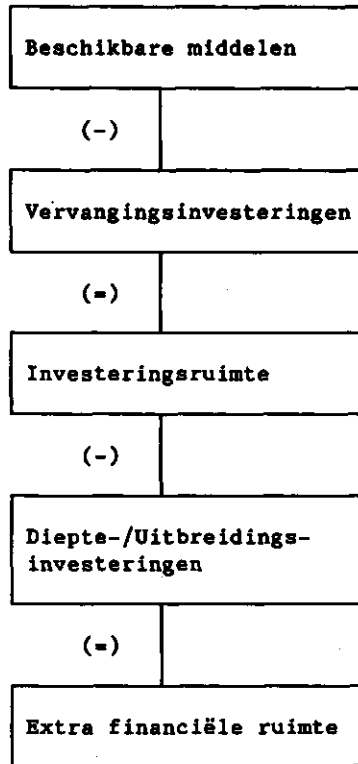 Beschikbare middelen
(-)
Vervangingsinvesteringen
(=)
Investeringsruimte
(-)
Diepte-/Uitbreidings-
investeringen
(=)
Extra financiële ruimte